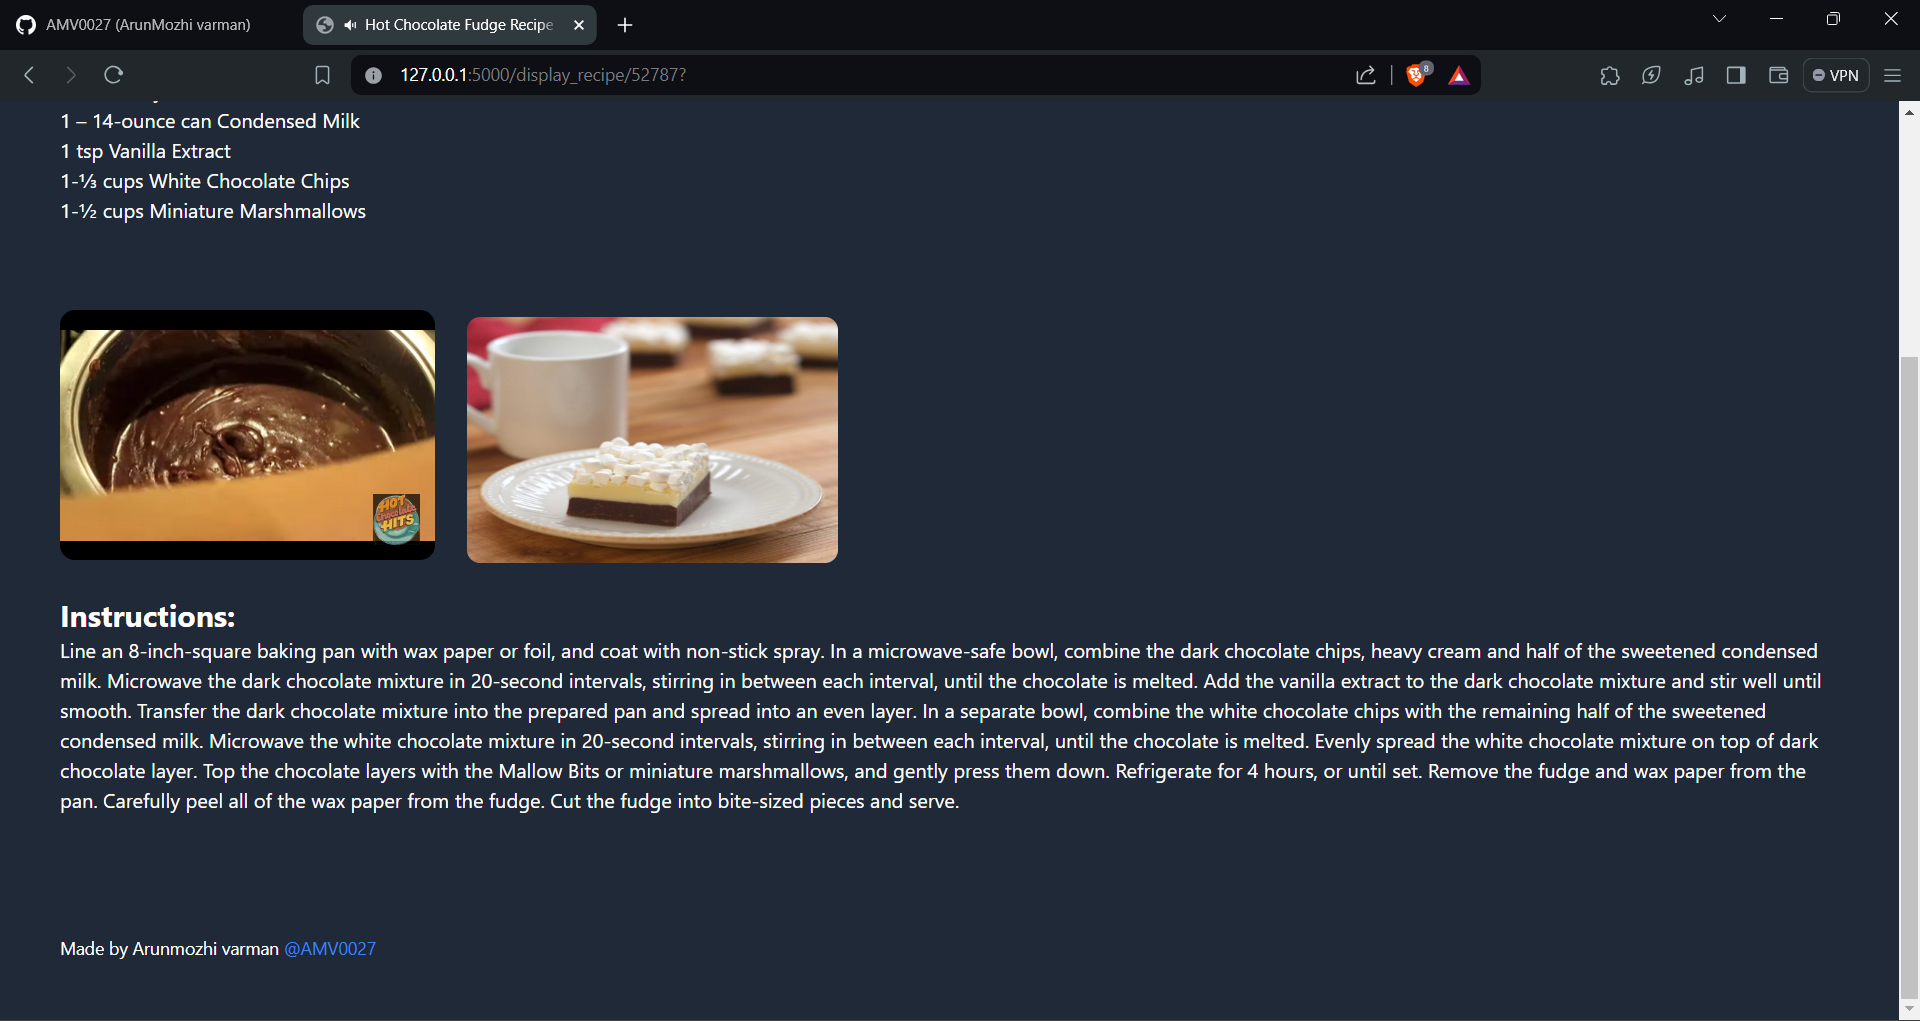 AMV0027 (ArunMozhi varman)
Hot Chocolate Fudge Recipe
127.0.0.1:5000/display_recipe/52787?
8
VPN
1 – 14-ounce can Condensed Milk
1 tsp Vanilla Extract
1-⅓ cups White Chocolate Chips
1-½ cups Miniature Marshmallows
HOT
Chocolate
HITS
Instructions:
Line an 8-inch-square baking pan with wax paper or foil, and coat with non-stick spray. In a microwave-safe bowl, combine the dark chocolate chips, heavy cream and half of the sweetened condensed
milk. Microwave the dark chocolate mixture in 20-second intervals, stirring in between each interval, until the chocolate is melted. Add the vanilla extract to the dark chocolate mixture and stir well until
smooth. Transfer the dark chocolate mixture into the prepared pan and spread into an even layer. In a separate bowl, combine the white chocolate chips with the remaining half of the sweetened
condensed milk. Microwave the white chocolate mixture in 20-second intervals, stirring in between each interval, until the chocolate is melted. Evenly spread the white chocolate mixture on top of dark
chocolate layer. Top the chocolate layers with the Mallow Bits or miniature marshmallows, and gently press them down. Refrigerate for 4 hours, or until set. Remove the fudge and wax paper from the
pan. Carefully peel all of the wax paper from the fudge. Cut the fudge into bite-sized pieces and serve.
Made by Arunmozhi varman @AMV0027